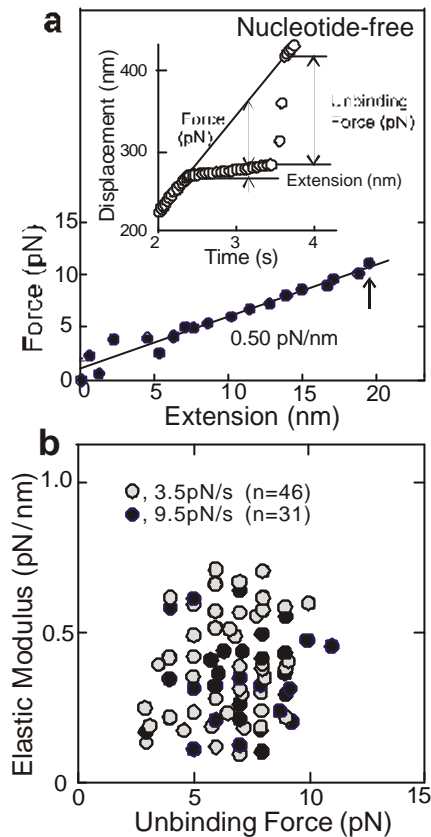 a
Nucleotide-free
Displacement (nm)
400
300
200
Force
(pN)
Unbinding
Force (pN)
Extension (nm)
2
3
4
Time (s)
Force (pN)
15
10
5
0
0.50 pN/nm
0
5
10
15
20
Extension (nm)
b
Elastic Modulus (pN/nm)
1.0
0.5
0
, 3.5pN/s (n=46)
, 9.5pN/s (n=31)
0
5
10
15
Unbinding Force (pN)